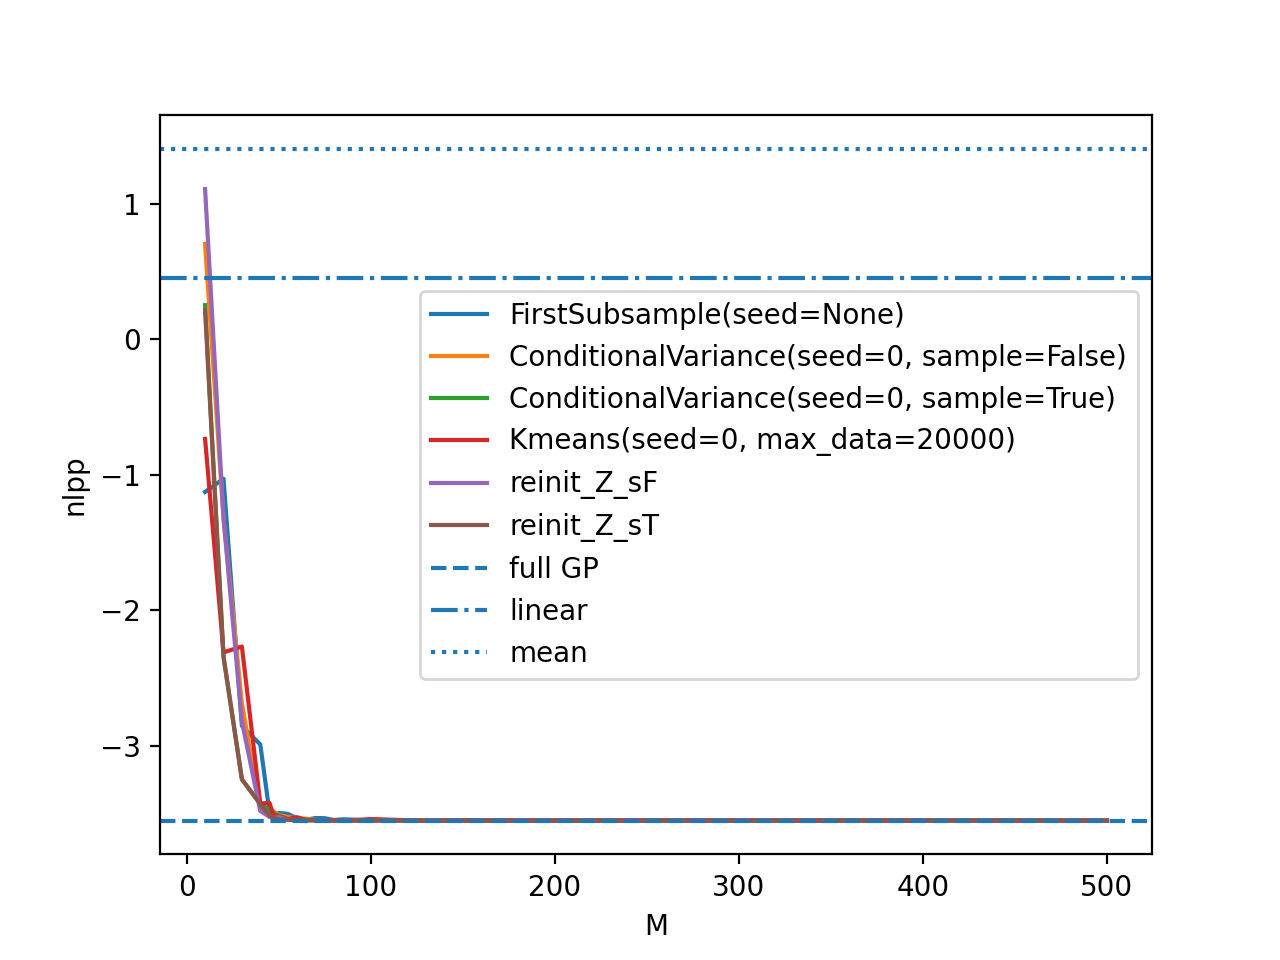 1
0
−1
−2
−3
nlpp
FirstSubsample(seed=None)
ConditionalVariance(seed=0, sample=False)
ConditionalVariance(seed=0, sample=True)
Kmeans(seed=0, max_data=20000)
reinit_Z_sF
reinit_Z_sT
full GP
linear
mean
0 100 200 300 400 500
M